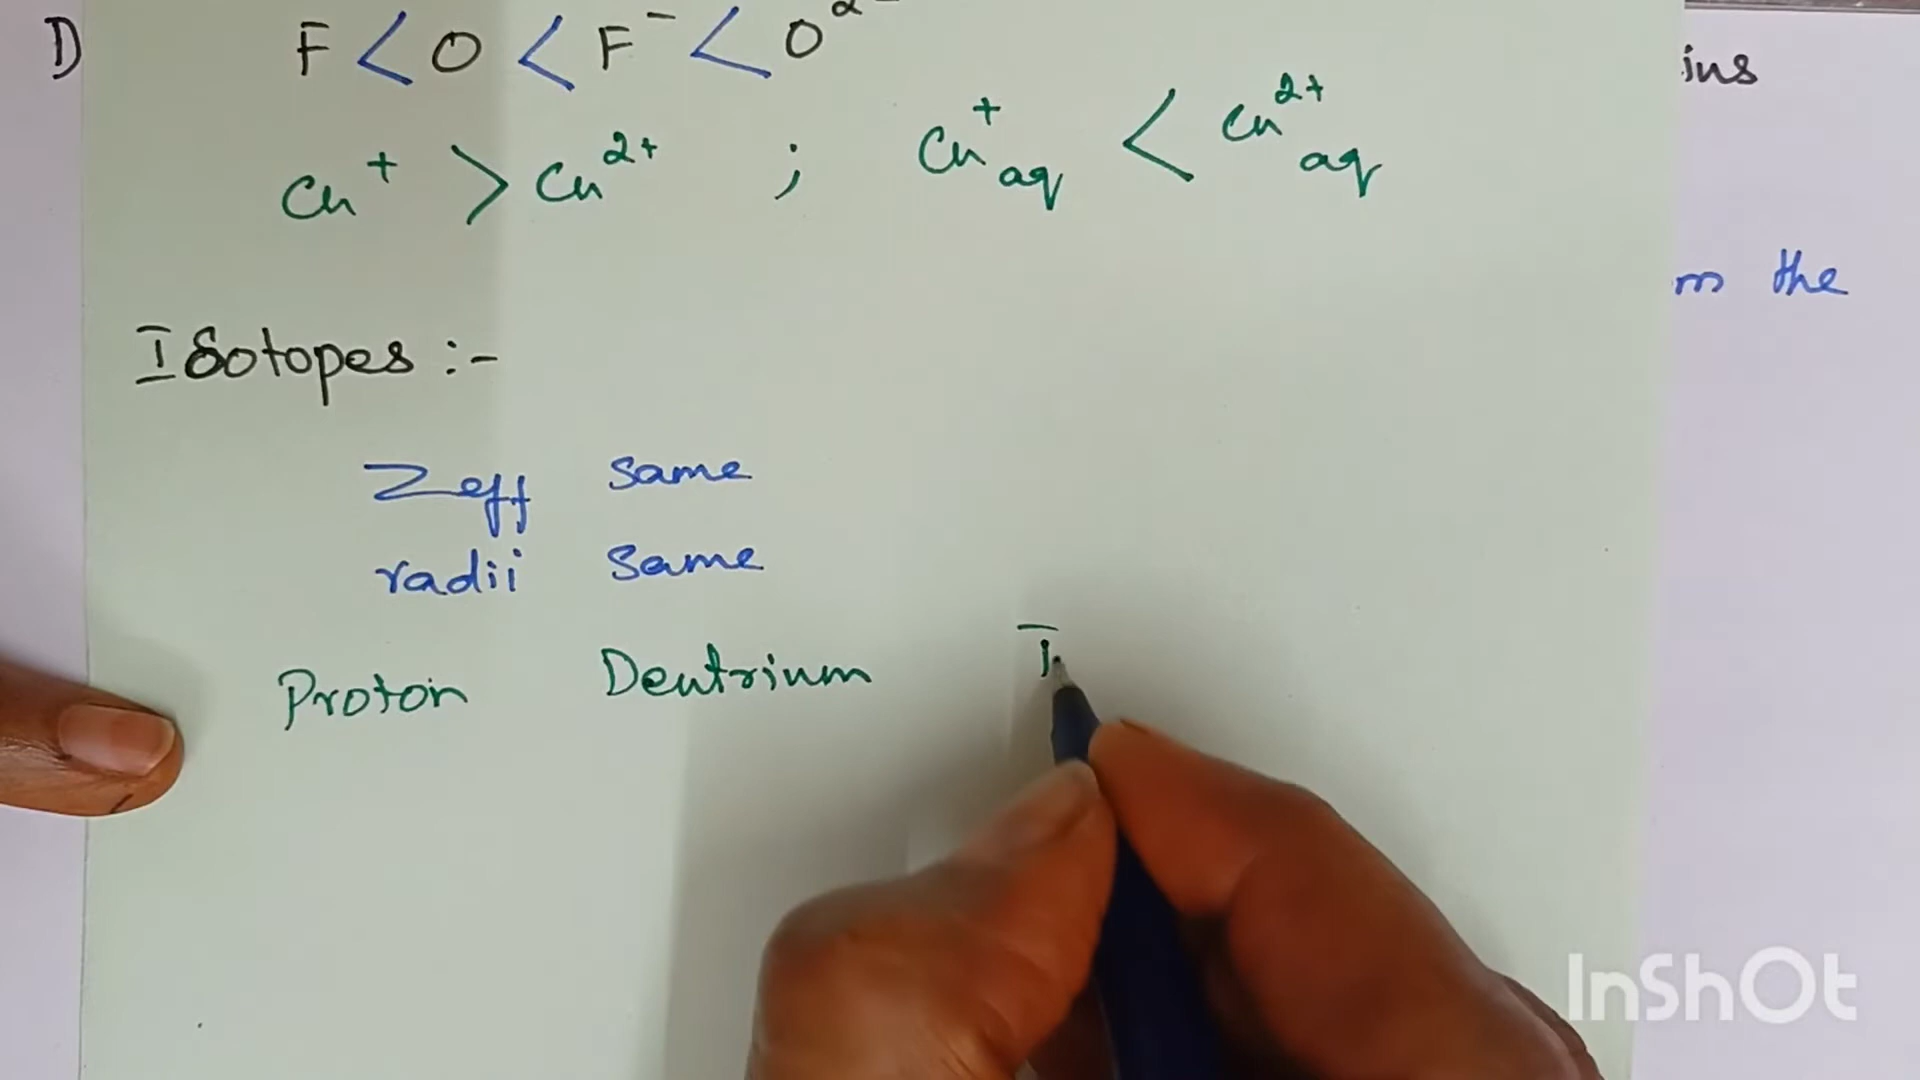 D) F < O < F⁻ < O²⁻
ins
Cu⁺ > Cu²⁺ ; Cu⁺aq < Cu²⁺aq
the
Isotopes :-
Zeff same
radii same
Proton Deutrium T
InShOt